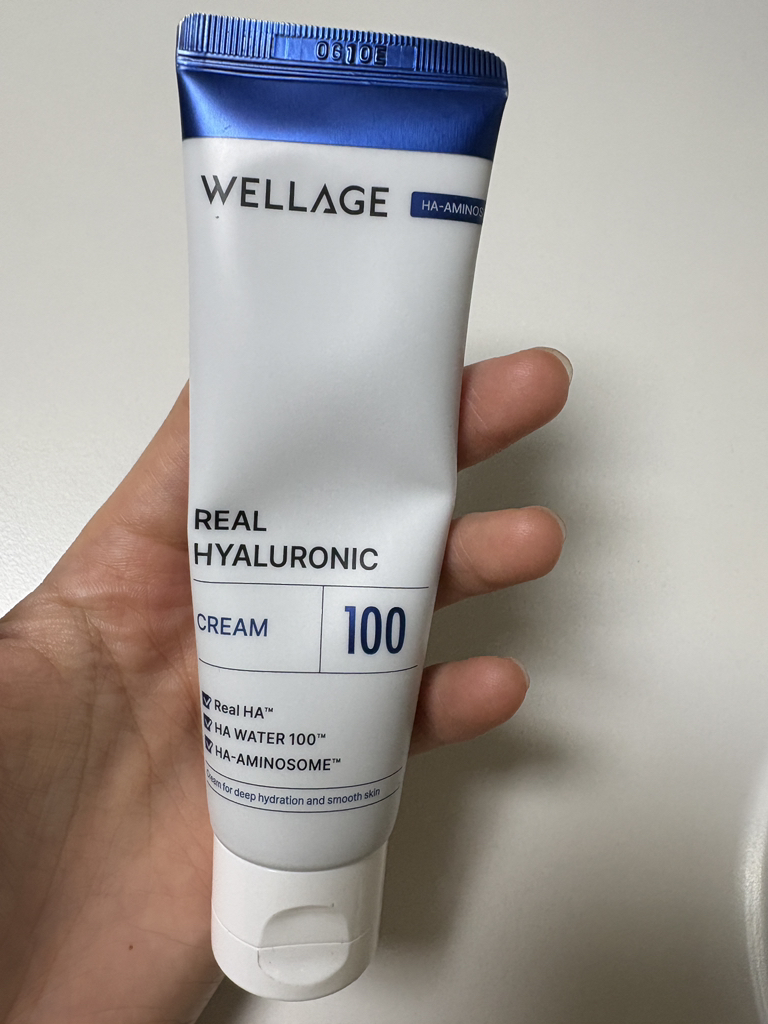 0610E
WELLAGE
HA-AMINOS
REAL
HYALURONIC
CREAM
100
Real HA™
HA WATER 100™
HA-AMINOSOME™
Cream for deep hydration and smooth skin